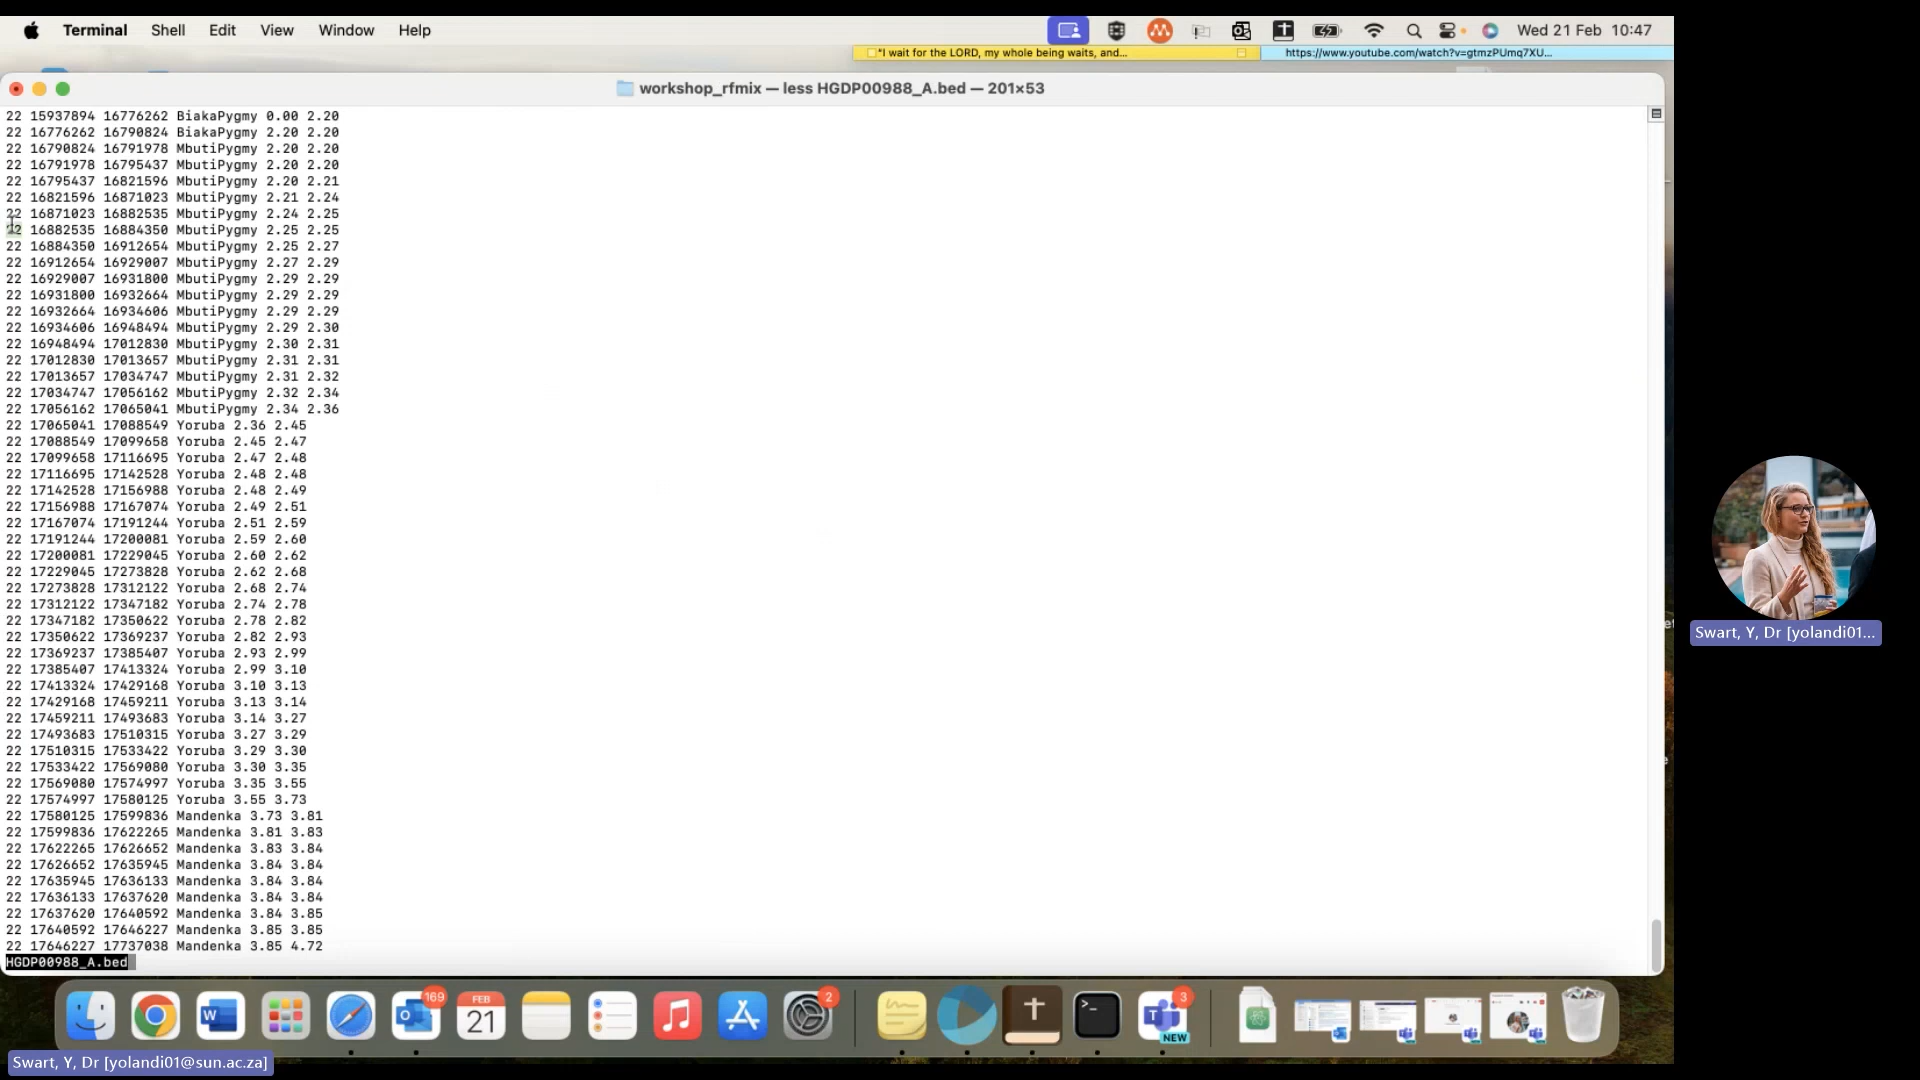 Terminal Shell Edit View Window Help Wed 21 Feb 10:47
"I wait for the LORD, my whole being waits, and...
https://www.youtube.com/watch?v=gtmzPUmq7XU...
workshop_rfmix — less HGDP00988_A.bed — 201×53
22 15937894 16776262 BiakaPygmy 0.00 2.20
22 16776262 16790824 BiakaPygmy 2.20 2.20
22 16790824 16791978 MbutiPygmy 2.20 2.20
22 16791978 16795437 MbutiPygmy 2.20 2.20
22 16795437 16821596 MbutiPygmy 2.20 2.21
22 16821596 16871023 MbutiPygmy 2.21 2.24
22 16871023 16882535 MbutiPygmy 2.24 2.25
22 16882535 16884350 MbutiPygmy 2.25 2.25
22 16884350 16912654 MbutiPygmy 2.25 2.27
22 16912654 16929007 MbutiPygmy 2.27 2.29
22 16929007 16931800 MbutiPygmy 2.29 2.29
22 16931800 16932664 MbutiPygmy 2.29 2.29
22 16932664 16934606 MbutiPygmy 2.29 2.29
22 16934606 16948494 MbutiPygmy 2.29 2.30
22 16948494 17012830 MbutiPygmy 2.30 2.31
22 17012830 17013657 MbutiPygmy 2.31 2.31
22 17013657 17034747 MbutiPygmy 2.31 2.32
22 17034747 17056162 MbutiPygmy 2.32 2.34
22 17056162 17065041 MbutiPygmy 2.34 2.36
22 17065041 17088549 Yoruba 2.36 2.45
22 17088549 17099658 Yoruba 2.45 2.47
22 17099658 17116695 Yoruba 2.47 2.48
22 17116695 17142528 Yoruba 2.48 2.48
22 17142528 17156988 Yoruba 2.48 2.49
22 17156988 17167074 Yoruba 2.49 2.51
22 17167074 17191244 Yoruba 2.51 2.59
22 17191244 17200081 Yoruba 2.59 2.60
22 17200081 17229045 Yoruba 2.60 2.62
22 17229045 17273828 Yoruba 2.62 2.68
22 17273828 17312122 Yoruba 2.68 2.74
22 17312122 17347182 Yoruba 2.74 2.78
22 17347182 17350622 Yoruba 2.78 2.82
22 17350622 17369237 Yoruba 2.82 2.93
22 17369237 17385407 Yoruba 2.93 2.99
22 17385407 17413324 Yoruba 2.99 3.10
22 17413324 17429168 Yoruba 3.10 3.13
22 17429168 17459211 Yoruba 3.13 3.14
22 17459211 17493683 Yoruba 3.14 3.27
22 17493683 17510315 Yoruba 3.27 3.29
22 17510315 17533422 Yoruba 3.29 3.30
22 17533422 17569080 Yoruba 3.30 3.35
22 17569080 17574997 Yoruba 3.35 3.55
22 17574997 17580125 Yoruba 3.55 3.73
22 17580125 17599836 Mandenka 3.73 3.81
22 17599836 17622265 Mandenka 3.81 3.83
22 17622265 17626652 Mandenka 3.83 3.84
22 17626652 17635945 Mandenka 3.84 3.84
22 17635945 17636133 Mandenka 3.84 3.84
22 17636133 17637620 Mandenka 3.84 3.84
22 17637620 17640592 Mandenka 3.84 3.85
22 17640592 17646227 Mandenka 3.85 3.85
22 17646227 17737038 Mandenka 3.85 4.72
HGDP00988_A.bed
Swart, Y, Dr [yolandi01...
169
FEB
21
2
3
NEW
Swart, Y, Dr [yolandi01@sun.ac.za]